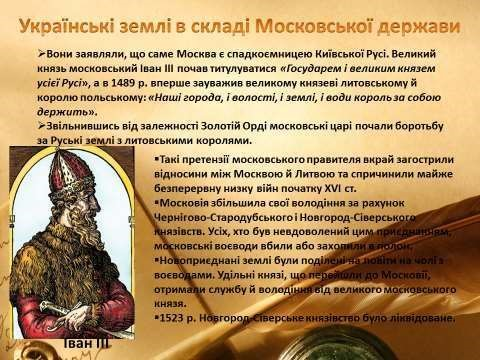 Українські землі в складі Московської держави
➢Вони заявляли, що саме Москва є спадкоємницею Київської Русі. Великий
князь московський Іван III почав титулуватися «Государем і великим князем
усієї Русі», а в 1489 р. вперше зауважив великому князеві литовському й
королю польському: «Наші города, і волості, і землі, і води король за собою
держить».
➢Звільнившись від залежності Золотій Орді московські царі почали боротьбу
за Руські землі з литовськими королями.
▪Такі претензії московського правителя вкрай загострили
відносини між Москвою й Литвою та спричинили майже
безперервну низку війн початку XVI ст.
▪Московія збільшила свої володіння за рахунок
Чернігово-Стародубського і Новгород-Сіверського
князівств. Усіх, хто був невдоволений цим приєднанням,
московські воєводи вбили або захопили в полон.
▪Новоприєднані землі були поділені на повіти на чолі з
воєводами. Удільні князі, що перейшли до Московії,
отримали службу й володіння від великого московського
князя.
▪1523 р. Новгород-Сіверське князівство було ліквідоване.
Іван III